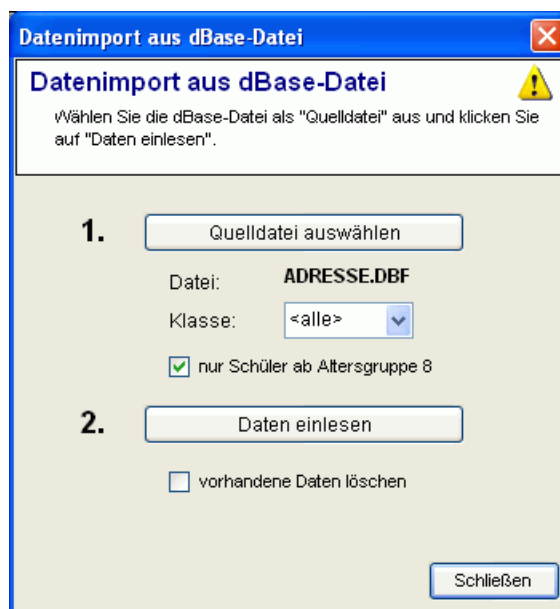 Datenimport aus dBase-Datei
Datenimport aus dBase-Datei
Wählen Sie die dBase-Datei als "Quelldatei" aus und klicken Sie
auf "Daten einlesen".
1. Quelldatei auswählen
Datei: ADRESSE.DBF
Klasse: <alle>
nur Schüler ab Altersgruppe 8
2. Daten einlesen
vorhandene Daten löschen
Schließen